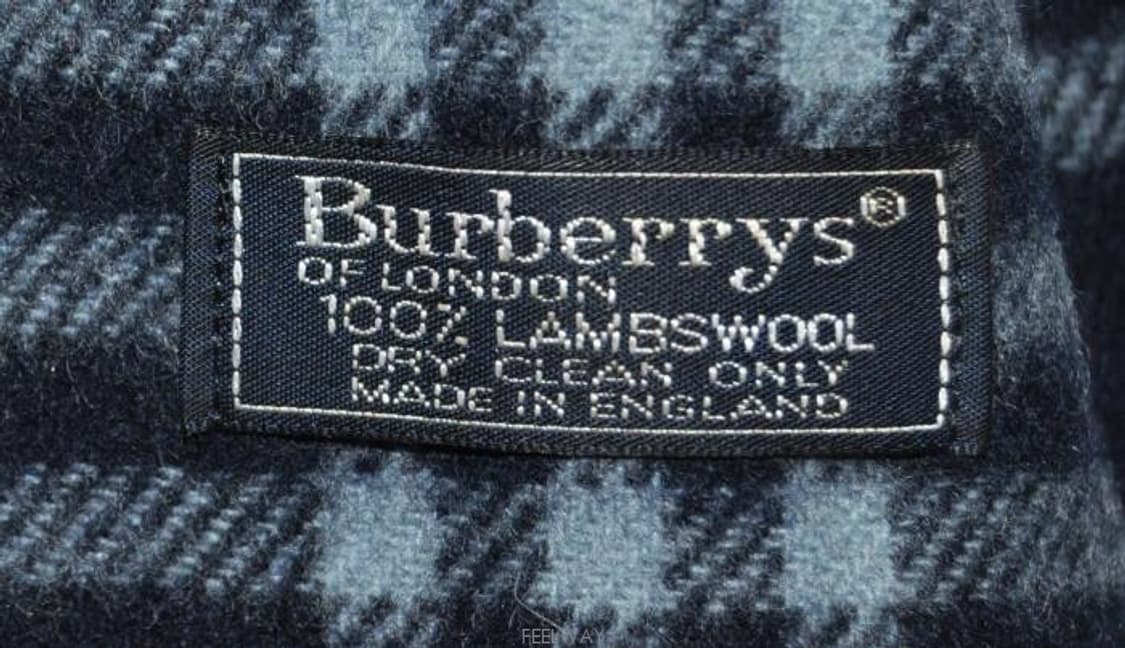 Burberrys®
OF LONDON
100% LAMBSWOOL
DRY CLEAN ONLY
MADE IN ENGLAND
FEELWAY